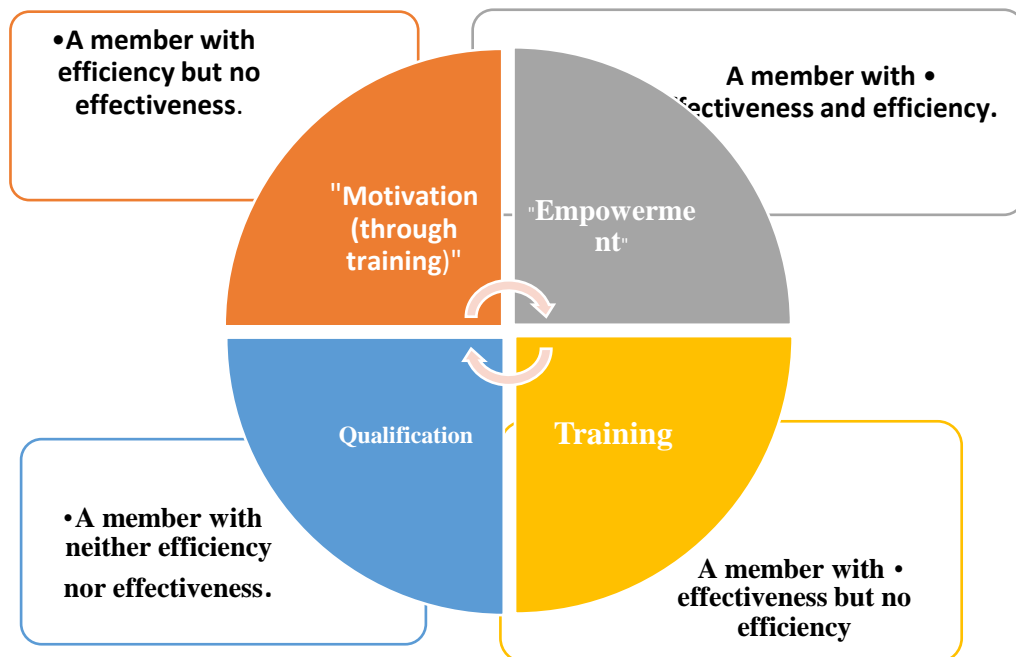 •A member with
efficiency but no
effectiveness.
A member with •
fectiveness and efficiency.
"Motivation
(through
training)"
"Empowerme
nt"
Qualification
Training
•A member with
neither efficiency
nor effectiveness.
A member with •
effectiveness but no
efficiency